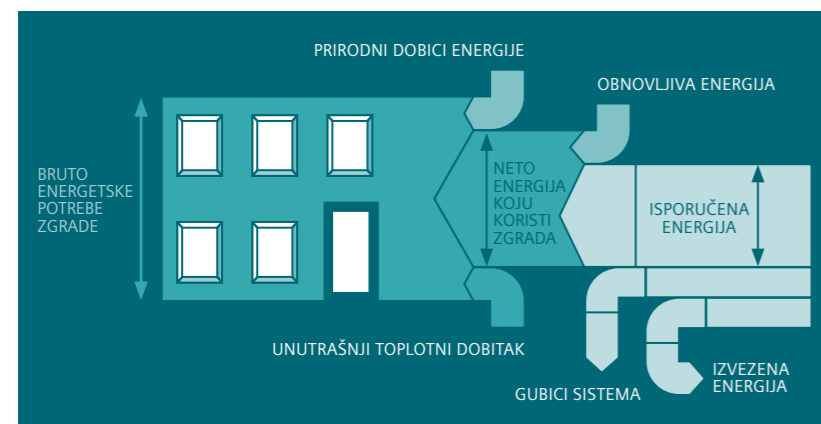 PRIRODNI DOBICI ENERGIJE
OBNOVLJIVA ENERGIJA
BRUTO
ENERGETSKE
POTREBE
ZGRADE
NETO
ENERGIJA
KOJU
KORISTI
ZGRADA
ISPORUČENA
ENERGIJA
UNUTRAŠNJI TOPLOTNI DOBITAK
GUBICI SISTEMA
IZVEZENA
ENERGIJA